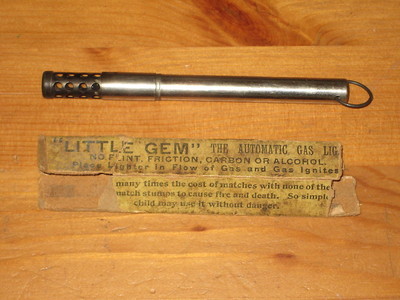 "LITTLE GEM" THE AUTOMATIC GAS LIG
NO FLINT, FRICTION, CARBON OR ALCOHOL.
Place Lighter in Flow of Gas and Gas Ignites
many times the cost of matches with none of the
match stumps to cause fire and death. So simple
child may use it without danger.